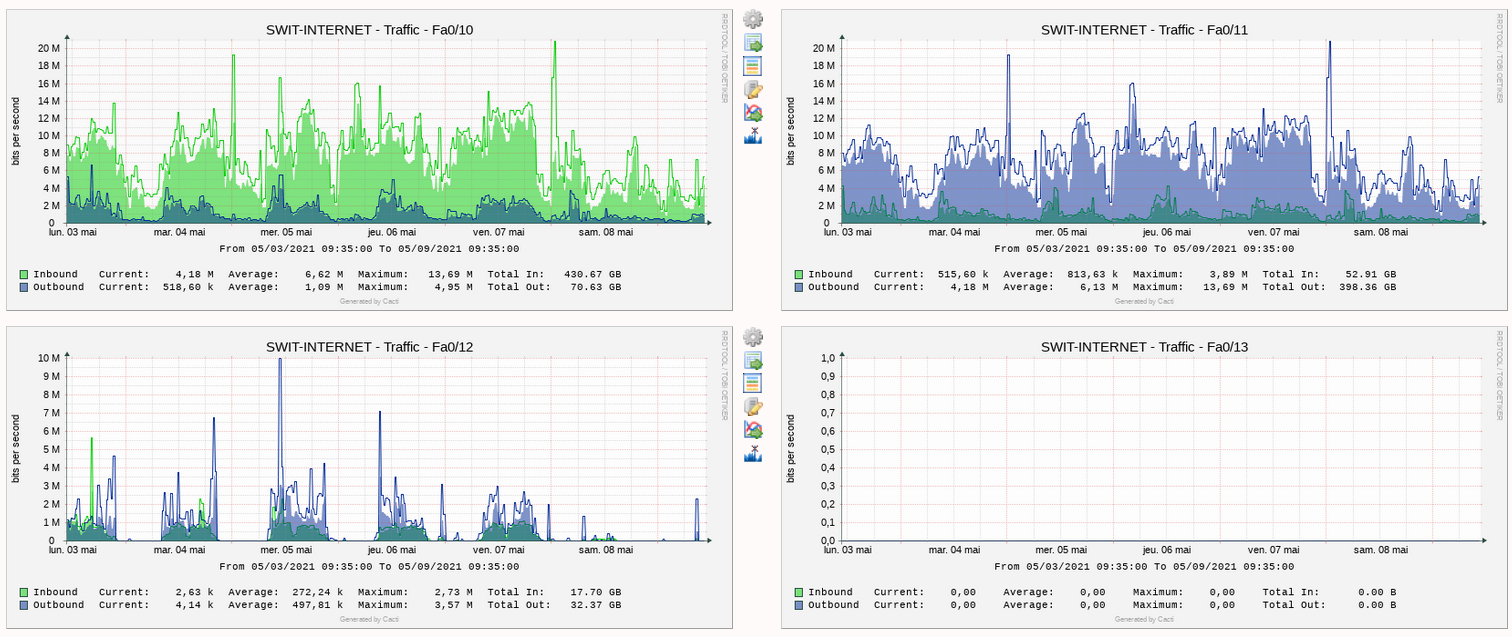 SWIT-INTERNET - Traffic - Fa0/10
RRDTOOL / TOBI OETIKER
bits per second
20 M
18 M
16 M
14 M
12 M
10 M
8 M
6 M
4 M
2 M
0
lun. 03 mai mar. 04 mai mer. 05 mai jeu. 06 mai ven. 07 mai sam. 08 mai
From 05/03/2021 09:35:00 To 05/09/2021 09:35:00
Inbound Current: 4,18 M Average: 6,62 M Maximum: 13,69 M Total In: 430.67 GB
Outbound Current: 518,60 k Average: 1,09 M Maximum: 4,95 M Total Out: 70.63 GB
Generated by Cacti
SWIT-INTERNET - Traffic - Fa0/11
RRDTOOL / TOBI OETIKER
bits per second
20 M
18 M
16 M
14 M
12 M
10 M
8 M
6 M
4 M
2 M
0
lun. 03 mai mar. 04 mai mer. 05 mai jeu. 06 mai ven. 07 mai sam. 08 mai
From 05/03/2021 09:35:00 To 05/09/2021 09:35:00
Inbound Current: 515,60 k Average: 813,63 k Maximum: 3,89 M Total In: 52.91 GB
Outbound Current: 4,18 M Average: 6,13 M Maximum: 13,69 M Total Out: 398.36 GB
Generated by Cacti
SWIT-INTERNET - Traffic - Fa0/12
RRDTOOL / TOBI OETIKER
bits per second
10 M
9 M
8 M
7 M
6 M
5 M
4 M
3 M
2 M
1 M
0
lun. 03 mai mar. 04 mai mer. 05 mai jeu. 06 mai ven. 07 mai sam. 08 mai
From 05/03/2021 09:35:00 To 05/09/2021 09:35:00
Inbound Current: 2,63 k Average: 272,24 k Maximum: 2,73 M Total In: 17.70 GB
Outbound Current: 4,14 k Average: 497,81 k Maximum: 3,57 M Total Out: 32.37 GB
Generated by Cacti
SWIT-INTERNET - Traffic - Fa0/13
RRDTOOL / TOBI OETIKER
bits per second
1,0
0,9
0,8
0,7
0,6
0,5
0,4
0,3
0,2
0,1
0,0
lun. 03 mai mar. 04 mai mer. 05 mai jeu. 06 mai ven. 07 mai sam. 08 mai
From 05/03/2021 09:35:00 To 05/09/2021 09:35:00
Inbound Current: 0,00 Average: 0,00 Maximum: 0,00 Total In: 0.00 B
Outbound Current: 0,00 Average: 0,00 Maximum: 0,00 Total Out: 0.00 B
Generated by Cacti